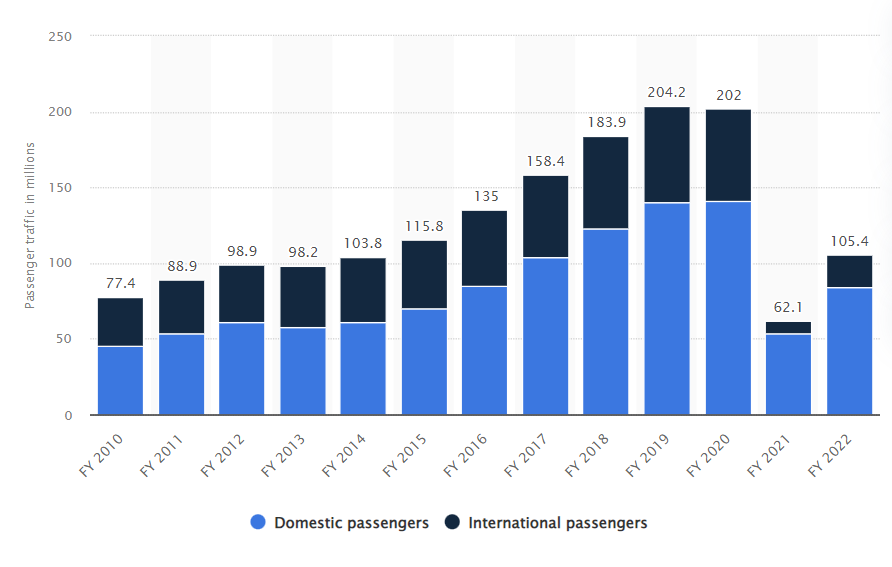 250
200
150
100
50
0
Passenger traffic in millions
77.4
88.9
98.9
98.2
103.8
115.8
135
158.4
183.9
204.2
202
62.1
105.4
FY 2010
FY 2011
FY 2012
FY 2013
FY 2014
FY 2015
FY 2016
FY 2017
FY 2018
FY 2019
FY 2020
FY 2021
FY 2022
Domestic passengers
International passengers